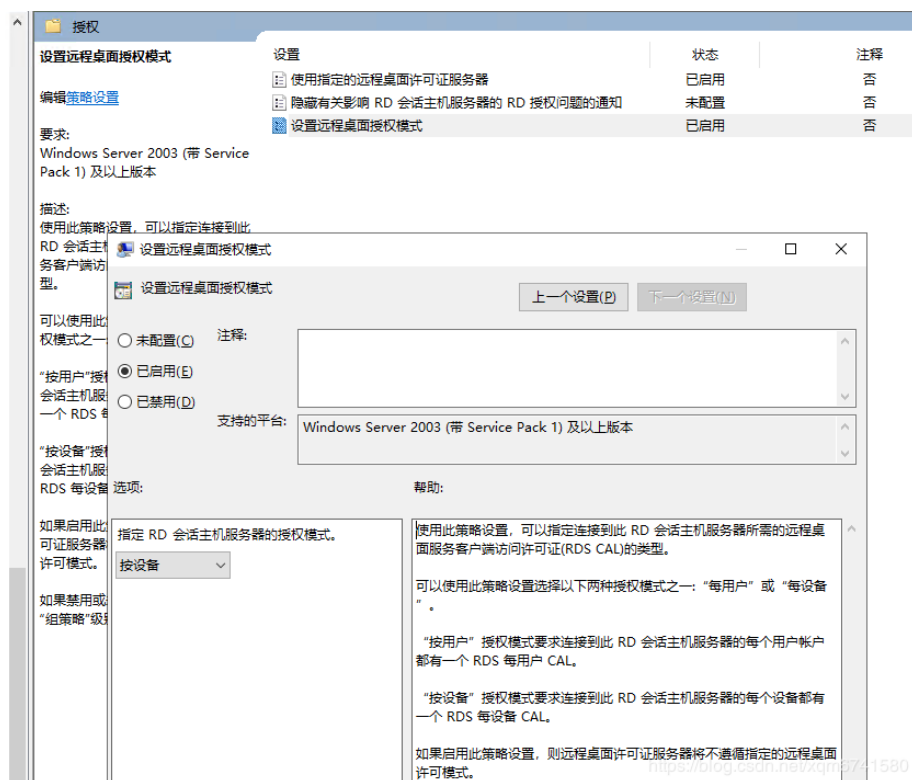 授权
设置远程桌面授权模式
编辑策略设置
要求:
Windows Server 2003 (带 Service
Pack 1) 及以上版本
描述:
使用此策略设置，可以指定连接到此
RD 会话主
务客户端访
型。
可以使用此
权模式之一
“按用户”授
会话主机服
一个 RDS 每
“按设备”授
会话主机服
RDS 每设备
如果启用此
可证服务器
许可模式。
如果禁用或
“组策略”级
设置 状态 注释
使用指定的远程桌面许可证服务器 已启用 否
隐藏有关影响 RD 会话主机服务器的 RD 授权问题的通知 未配置 否
设置远程桌面授权模式 已启用 否
设置远程桌面授权模式
设置远程桌面授权模式
上一个设置(P) 下一个设置(N)
未配置(C) 注释:
已启用(E)
已禁用(D)
支持的平台:
Windows Server 2003 (带 Service Pack 1) 及以上版本
选项: 帮助:
指定 RD 会话主机服务器的授权模式。
按设备
使用此策略设置，可以指定连接到此 RD 会话主机服务器所需的远程桌
面服务客户端访问许可证(RDS CAL)的类型。
可以使用此策略设置选择以下两种授权模式之一:“每用户”或“每设备
”。
“按用户”授权模式要求连接到此 RD 会话主机服务器的每个用户帐户
都有一个 RDS 每用户 CAL。
“按设备”授权模式要求连接到此 RD 会话主机服务器的每个设备都有
一个 RDS 每设备 CAL。
如果启用此策略设置，则远程桌面许可证服务器将不遵循指定的远程桌面
许可模式。